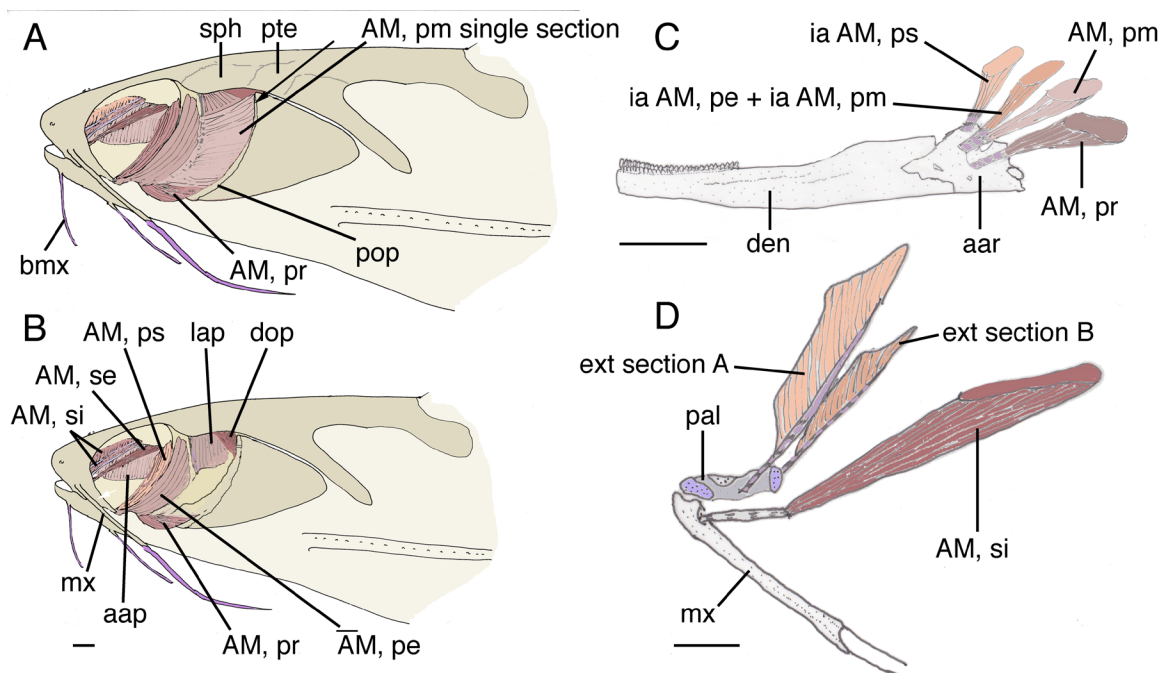 A
sph pte AM, pm single section
bmx
AM, pr
pop
B
AM, ps lap dop
AM, se
AM, si
mx
aap
AM, pr A̅M, pe
C
ia AM, ps AM, pm
ia AM, pe + ia AM, pm
AM, pr
den aar
D
ext section B
ext section A
pal
AM, si
mx